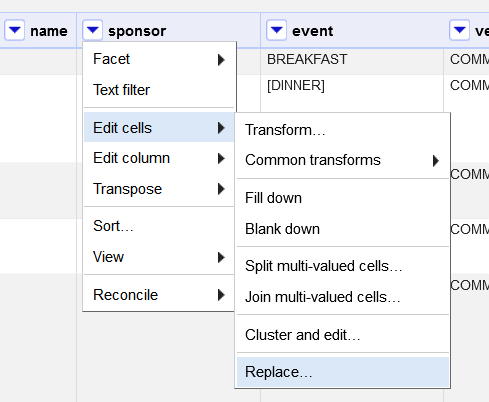 name sponsor event ve
Facet BREAKFAST COMM
Text filter [DINNER] COMM
Edit cells
Transform…
Edit column Common transforms COMM
Transpose
Fill down
Sort… Blank down COMM
View
Split multi-valued cells…
Reconcile Join multi-valued cells… COMM
Cluster and edit…
Replace…